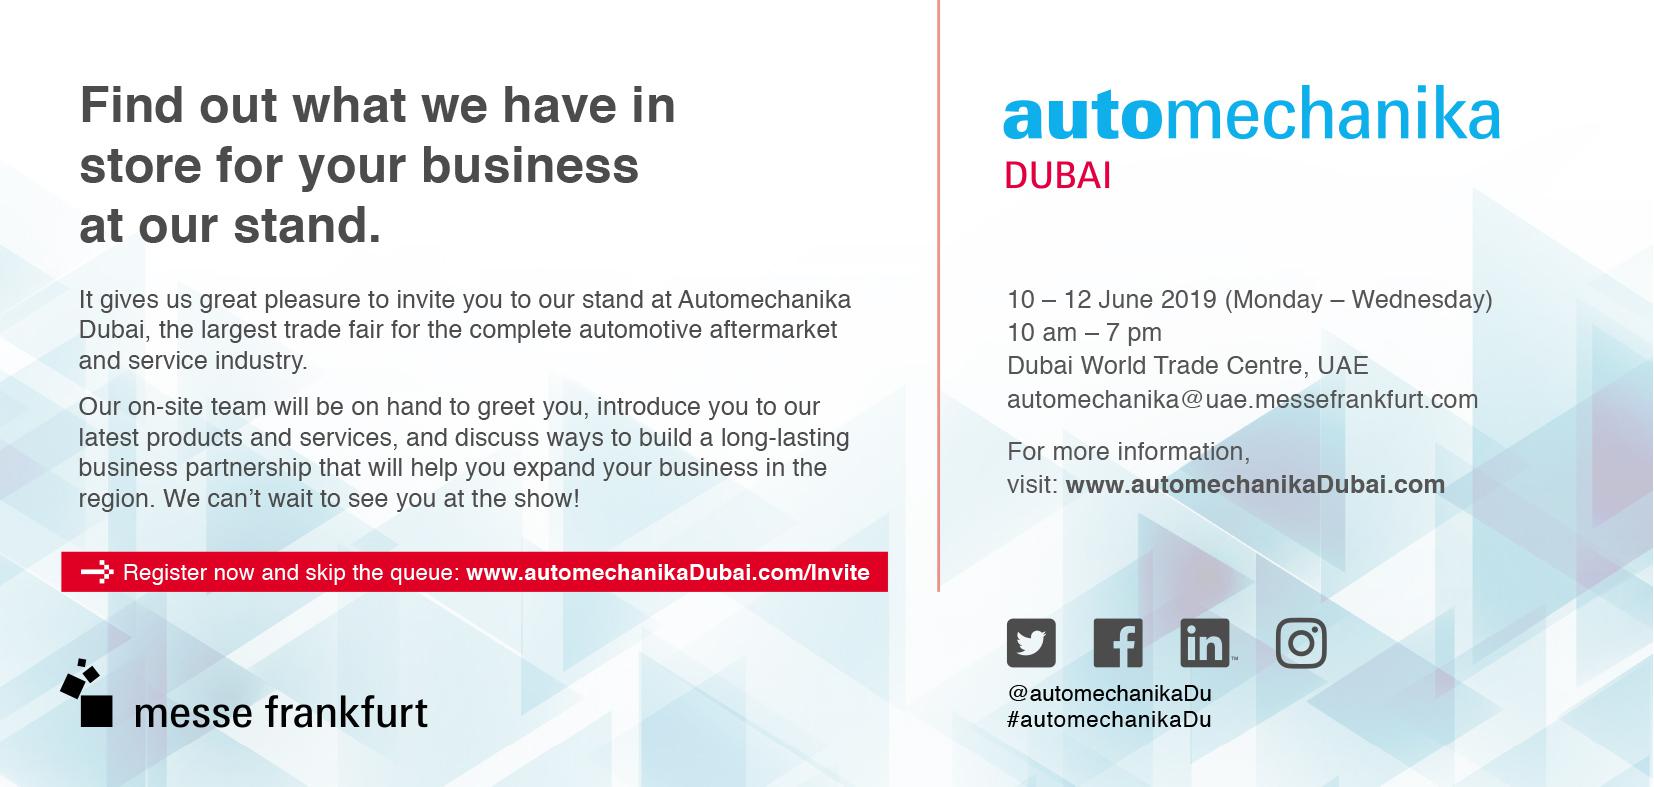 Find out what we have in
store for your business
at our stand.
It gives us great pleasure to invite you to our stand at Automechanika
Dubai, the largest trade fair for the complete automotive aftermarket
and service industry.
Our on-site team will be on hand to greet you, introduce you to our
latest products and services, and discuss ways to build a long-lasting
business partnership that will help you expand your business in the
region. We can’t wait to see you at the show!
Register now and skip the queue: www.automechanikaDubai.com/Invite
messe frankfurt
automechanika
DUBAI
10 – 12 June 2019 (Monday – Wednesday)
10 am – 7 pm
Dubai World Trade Centre, UAE
automechanika@uae.messefrankfurt.com
For more information,
visit: www.automechanikaDubai.com
in™
@automechanikaDu
#automechanikaDu